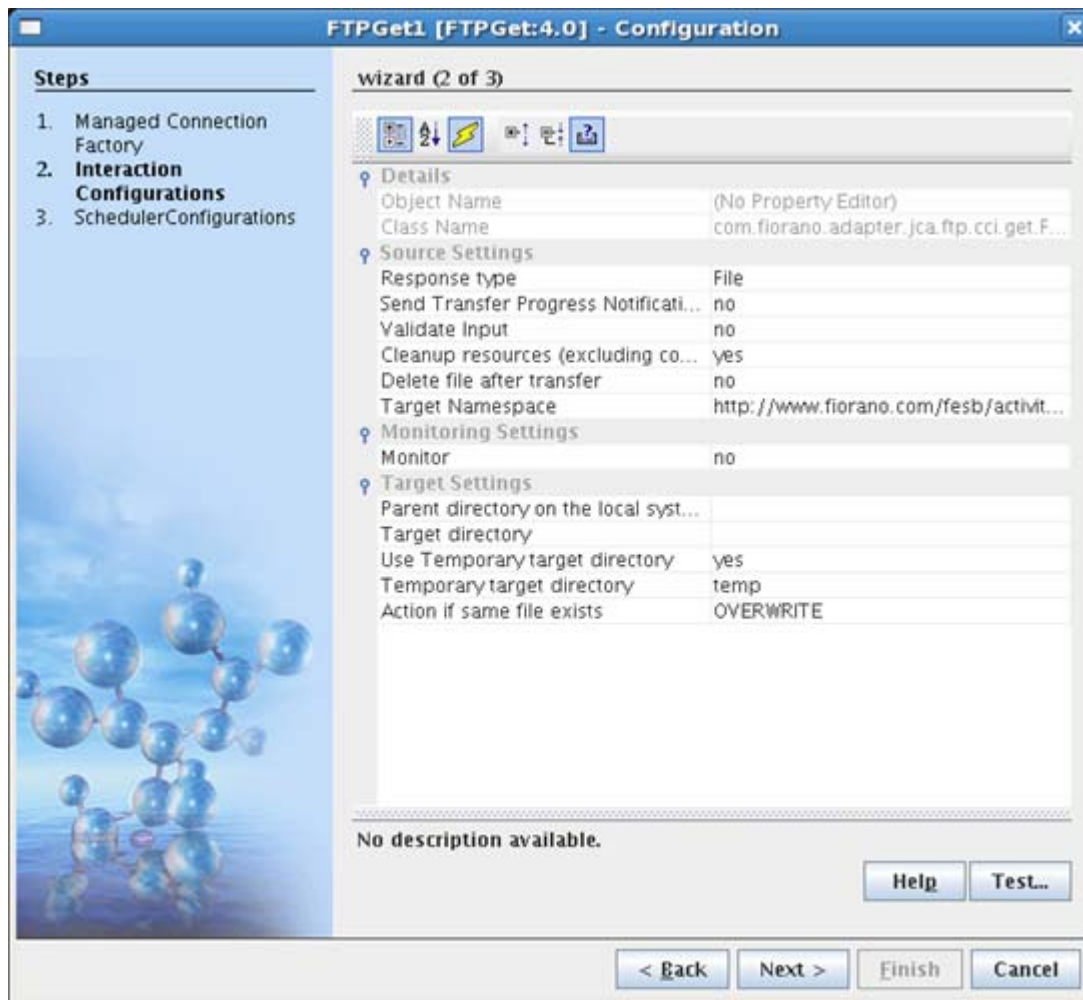 FTPGet1 [FTPGet:4.0] - Configuration
Steps
1. Managed Connection
Factory
2. Interaction
Configurations
3. SchedulerConfigurations
wizard (2 of 3)
Details
Object Name (No Property Editor)
Class Name com.fiorano.adapter.jca.ftp.cci.get.F...
Source Settings
Response type File
Send Transfer Progress Notificati... no
Validate Input no
Cleanup resources (excluding co... yes
Delete file after transfer no
Target Namespace http://www.fiorano.com/fesb/activit...
Monitoring Settings
Monitor no
Target Settings
Parent directory on the local syst...
Target directory
Use Temporary target directory yes
Temporary target directory temp
Action if same file exists OVERWRITE
No description available.
Help Test...
< Back Next > Finish Cancel